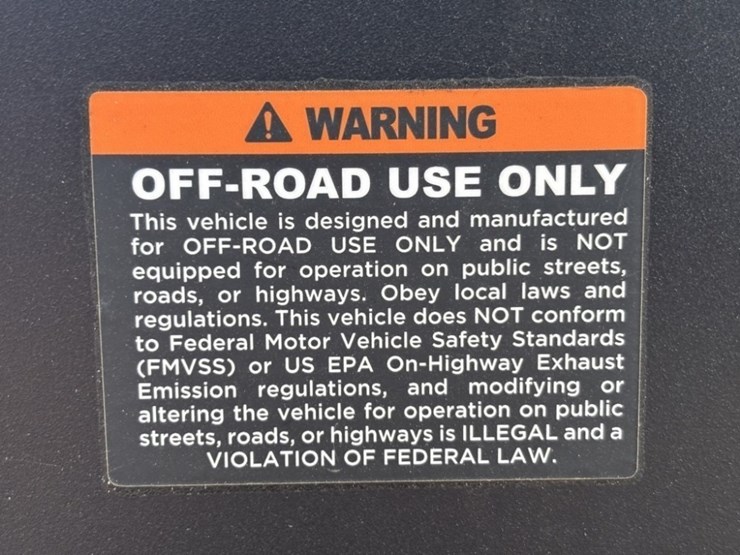 WARNING
OFF-ROAD USE ONLY
This vehicle is designed and manufactured
for OFF-ROAD USE ONLY and is NOT
equipped for operation on public streets,
roads, or highways. Obey local laws and
regulations. This vehicle does NOT conform
to Federal Motor Vehicle Safety Standards
(FMVSS) or US EPA On-Highway Exhaust
Emission regulations, and modifying or
altering the vehicle for operation on public
streets, roads, or highways is ILLEGAL and a
VIOLATION OF FEDERAL LAW.